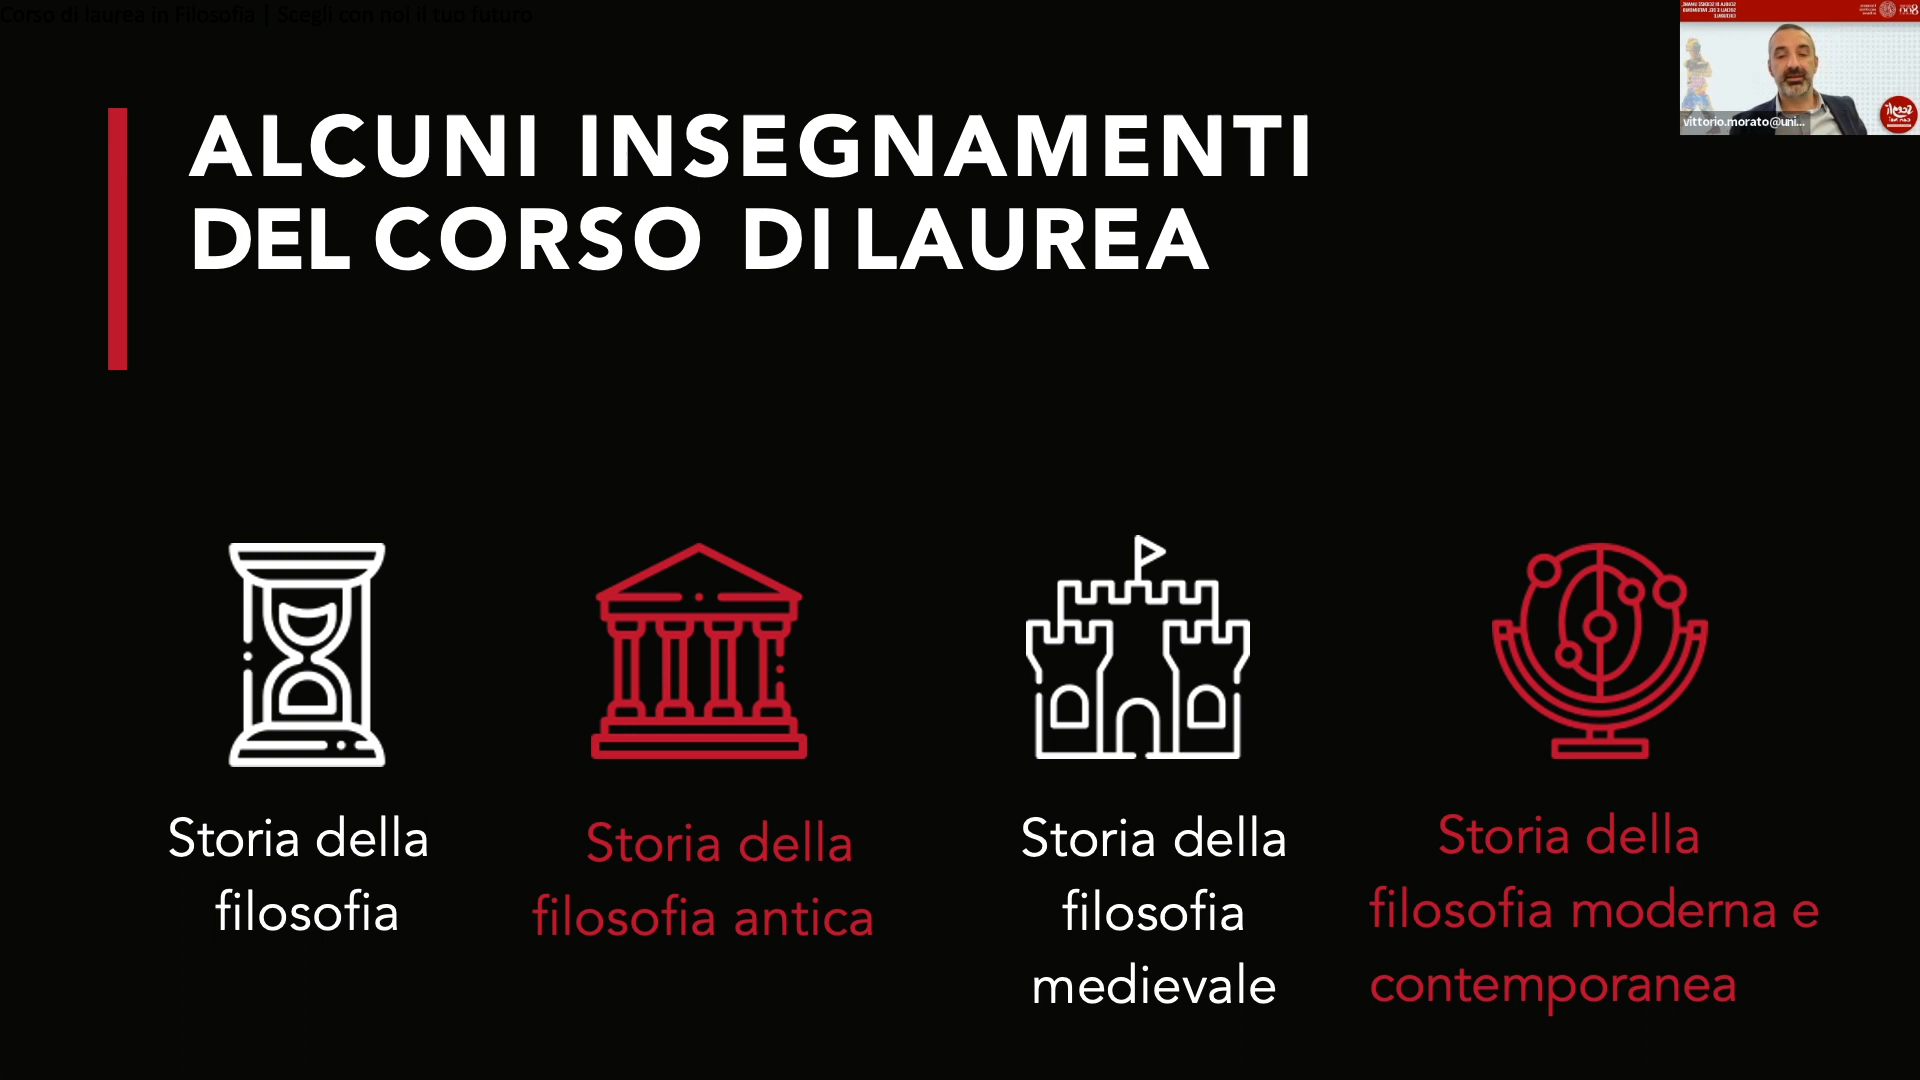 Corso di laurea in Filosofia | Scegli con noi il tuo futuro
ALCUNI INSEGNAMENTI
DEL CORSO DI LAUREA
vittorio.morato@uni...
Storia della
filosofia
Storia della
filosofia antica
Storia della
filosofia
medievale
Storia della
filosofia moderna e
contemporanea